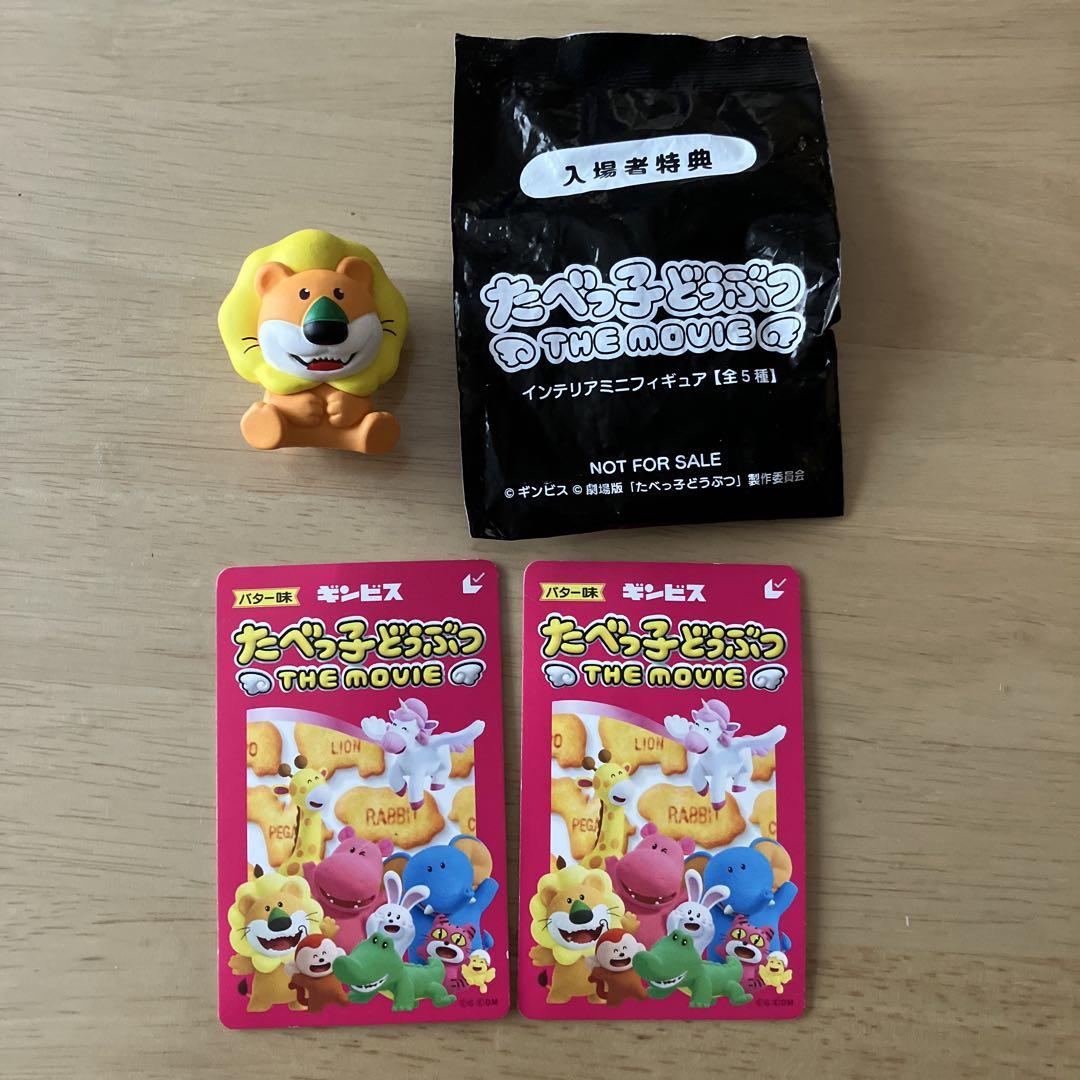 入場者特典
たべっ子どうぶつ
THE MOVIE
インテリアミニフィギュア【全5種】
NOT FOR SALE
©ギンビス©劇場版「たべっ子どうぶつ」製作委員会
バター味 ギンビス
たべっ子どうぶつ
THE MOVIE
LION
RABBIT
PEGA
©G ©DM
バター味 ギンビス
たべっ子どうぶつ
THE MOVIE
LION
RABBIT
PEGA
©G ©DM